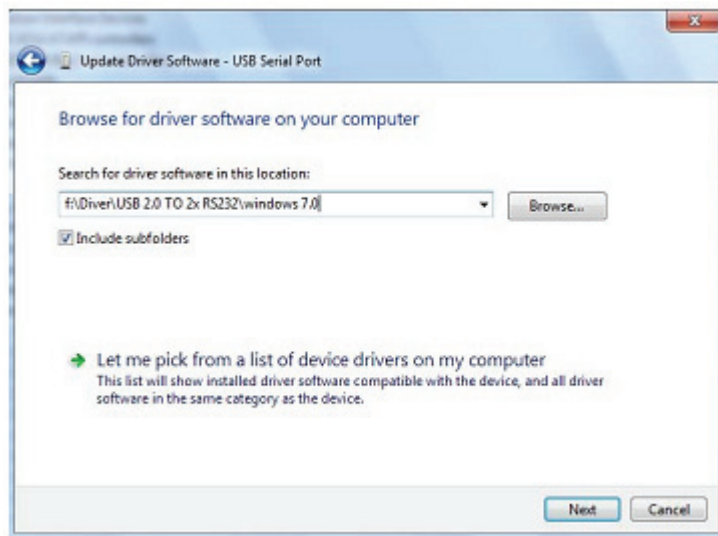 Update Driver Software - USB Serial Port
Browse for driver software on your computer
Search for driver software in this location:
f:\Diver\USB 2.0 TO 2x RS232\windows 7.0
Browse...
Include subfolders
Let me pick from a list of device drivers on my computer
This list will show installed driver software compatible with the device, and all driver
software in the same category as the device.
Next
Cancel